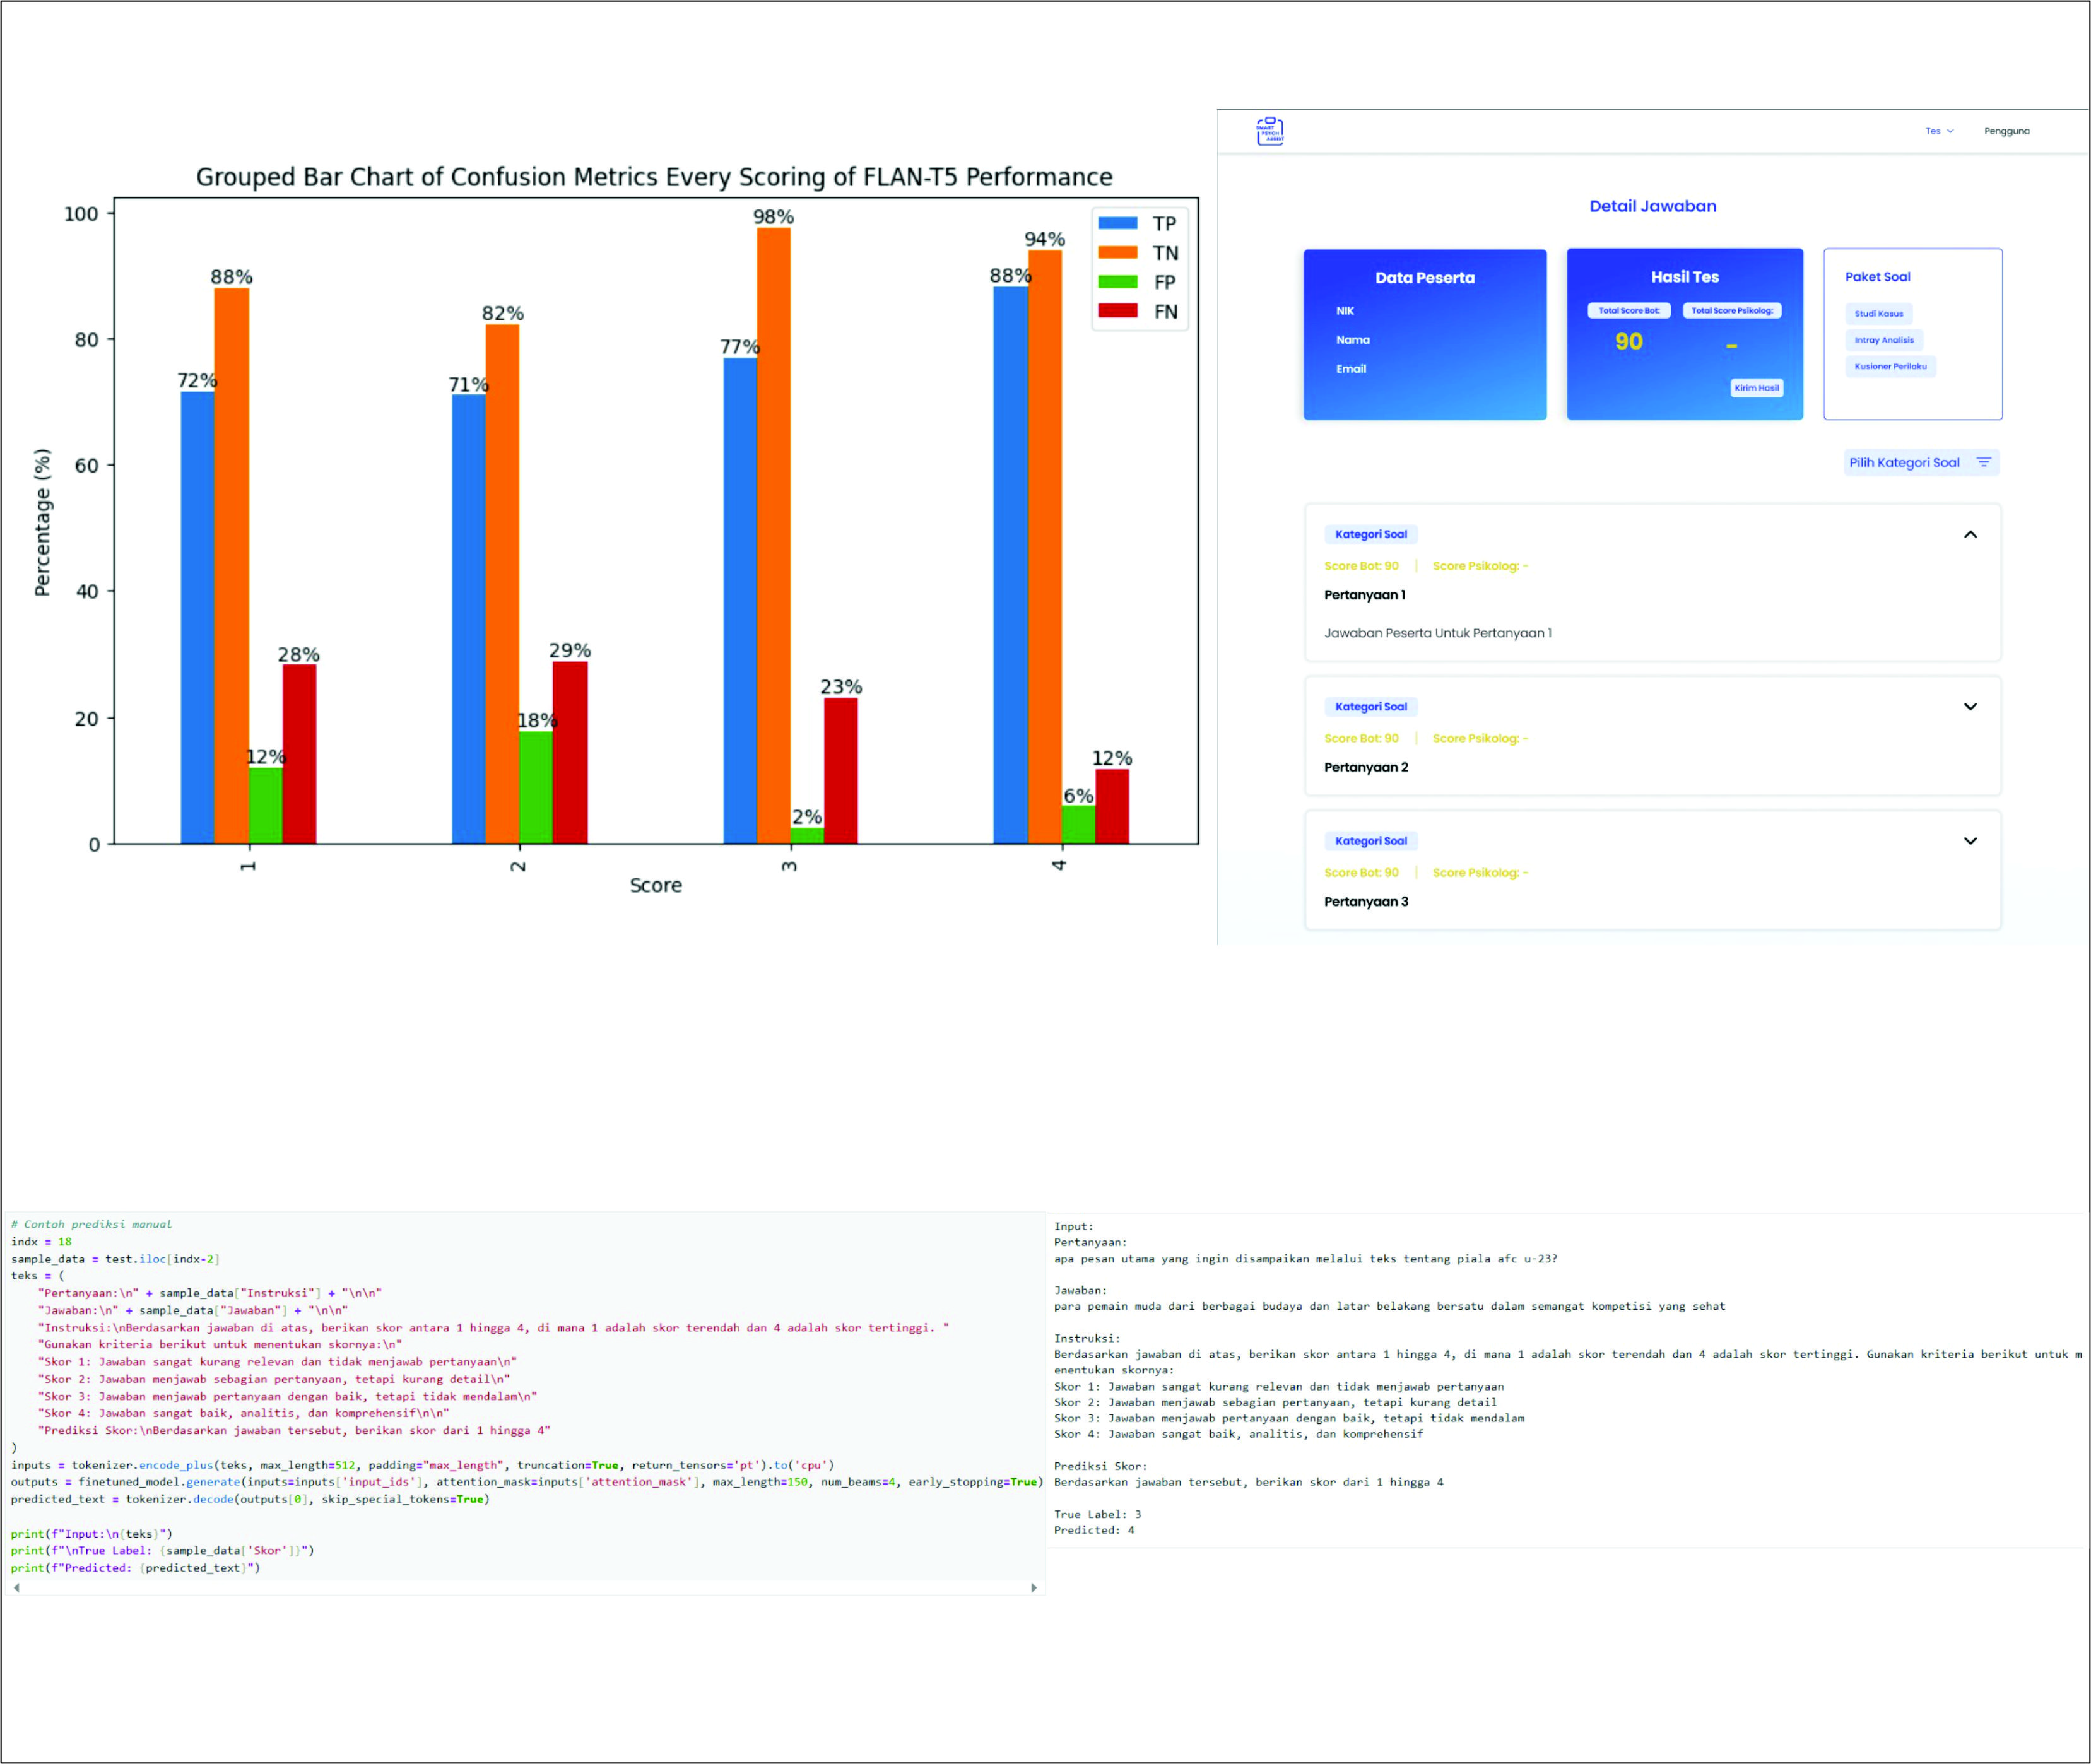 Grouped Bar Chart of Confusion Metrics Every Scoring of FLAN-T5 Performance
Percentage (%)
100
80
60
40
20
0
72%
88%
12%
28%
71%
82%
18%
29%
77%
98%
2%
23%
88%
94%
6%
12%
TP
TN
FP
FN
1
2
3
4
Score
SMART
PSYCH
ASSIST
Tes
Pengguna
Detail Jawaban
Data Peserta
NIK
Nama
Email
Hasil Tes
Total Score Bot:
Total Score Psikolog:
90
-
Kirim Hasil
Paket Soal
Studi Kasus
Intray Analisis
Kusioner Perilaku
Pilih Kategori Soal
Kategori Soal
Score Bot: 90 | Score Psikolog: -
Pertanyaan 1
Jawaban Peserta Untuk Pertanyaan 1
Kategori Soal
Score Bot: 90 | Score Psikolog: -
Pertanyaan 2
Kategori Soal
Score Bot: 90 | Score Psikolog: -
Pertanyaan 3
# Contoh prediksi manual
indx = 18
sample_data = test.iloc[indx-2]
teks = (
"Pertanyaan:\n" + sample_data["Instruksi"] + "\n\n"
"Jawaban:\n" + sample_data["Jawaban"] + "\n\n"
"Instruksi:\nBerdasarkan jawaban di atas, berikan skor antara 1 hingga 4, di mana 1 adalah skor terendah dan 4 adalah skor tertinggi. "
"Gunakan kriteria berikut untuk menentukan skornya:\n"
"Skor 1: Jawaban sangat kurang relevan dan tidak menjawab pertanyaan\n"
"Skor 2: Jawaban menjawab sebagian pertanyaan, tetapi kurang detail\n"
"Skor 3: Jawaban menjawab pertanyaan dengan baik, tetapi tidak mendalam\n"
"Skor 4: Jawaban sangat baik, analitis, dan komprehensif\n\n"
"Prediksi Skor:\nBerdasarkan jawaban tersebut, berikan skor dari 1 hingga 4"
)
inputs = tokenizer.encode_plus(teks, max_length=512, padding="max_length", truncation=True, return_tensors='pt').to('cpu')
outputs = finetuned_model.generate(inputs=inputs['input_ids'], attention_mask=inputs['attention_mask'], max_length=150, num_beams=4, early_stopping=True)
predicted_text = tokenizer.decode(outputs[0], skip_special_tokens=True)
print(f"Input:\n{teks}")
print(f"\nTrue Label: {sample_data['Skor']}")
print(f"Predicted: {predicted_text}")
Input:
Pertanyaan:
apa pesan utama yang ingin disampaikan melalui teks tentang piala afc u-23?
Jawaban:
para pemain muda dari berbagai budaya dan latar belakang bersatu dalam semangat kompetisi yang sehat
Instruksi:
Berdasarkan jawaban di atas, berikan skor antara 1 hingga 4, di mana 1 adalah skor terendah dan 4 adalah skor tertinggi. Gunakan kriteria berikut untuk m
enentukan skornya:
Skor 1: Jawaban sangat kurang relevan dan tidak menjawab pertanyaan
Skor 2: Jawaban menjawab sebagian pertanyaan, tetapi kurang detail
Skor 3: Jawaban menjawab pertanyaan dengan baik, tetapi tidak mendalam
Skor 4: Jawaban sangat baik, analitis, dan komprehensif
Prediksi Skor:
Berdasarkan jawaban tersebut, berikan skor dari 1 hingga 4
True Label: 3
Predicted: 4